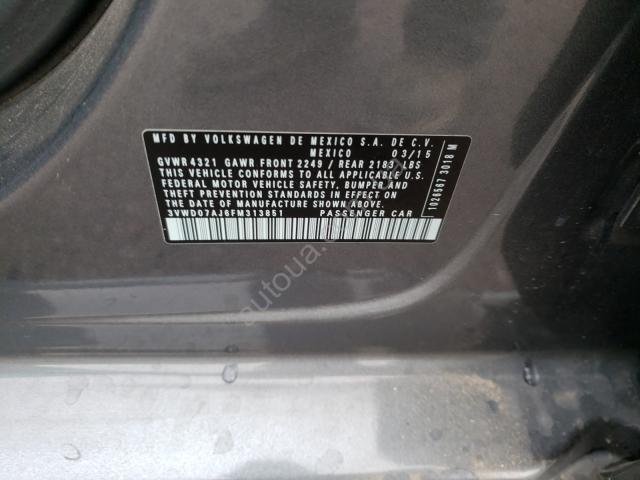 MFD BY VOLKSWAGEN DE MEXICO S.A. DE C.V.
MEXICO 03/15
GVWR 4321 GAWR FRONT 2249 / REAR 2183 LBS
THIS VEHICLE CONFORMS TO ALL APPLICABLE U.S.
FEDERAL MOTOR VEHICLE SAFETY, BUMPER AND
THEFT PREVENTION STANDARDS IN EFFECT ON
THE DATE OF MANUFACTURE SHOWN ABOVE.
3VWD07AJ6FM313851 PASSENGER CAR
1026567 3018 M
autoua.com